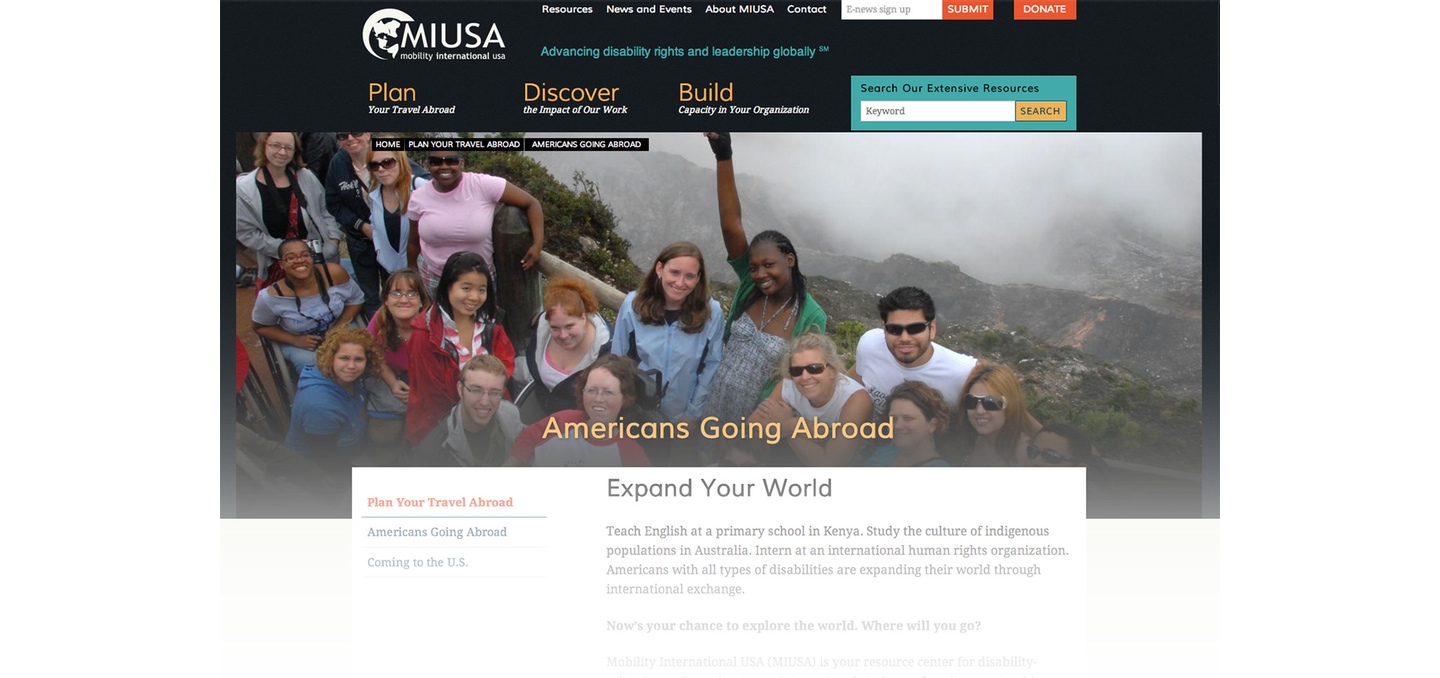 Resources News and Events About MIUSA Contact E-news sign up SUBMIT DONATE
MIUSA
mobility international usa
Advancing disability rights and leadership globally SM
Plan
Your Travel Abroad
Discover
the Impact of Our Work
Build
Capacity in Your Organization
Search Our Extensive Resources
Keyword SEARCH
HOME PLAN YOUR TRAVEL ABROAD AMERICANS GOING ABROAD
Americans Going Abroad
Plan Your Travel Abroad
Americans Going Abroad
Coming to the U.S.
Expand Your World
Teach English at a primary school in Kenya. Study the culture of indigenous
populations in Australia. Intern at an international human rights organization.
Americans with all types of disabilities are expanding their world through
international exchange.
Now's your chance to explore the world. Where will you go?
Mobility International USA (MIUSA) is your resource center for disability-